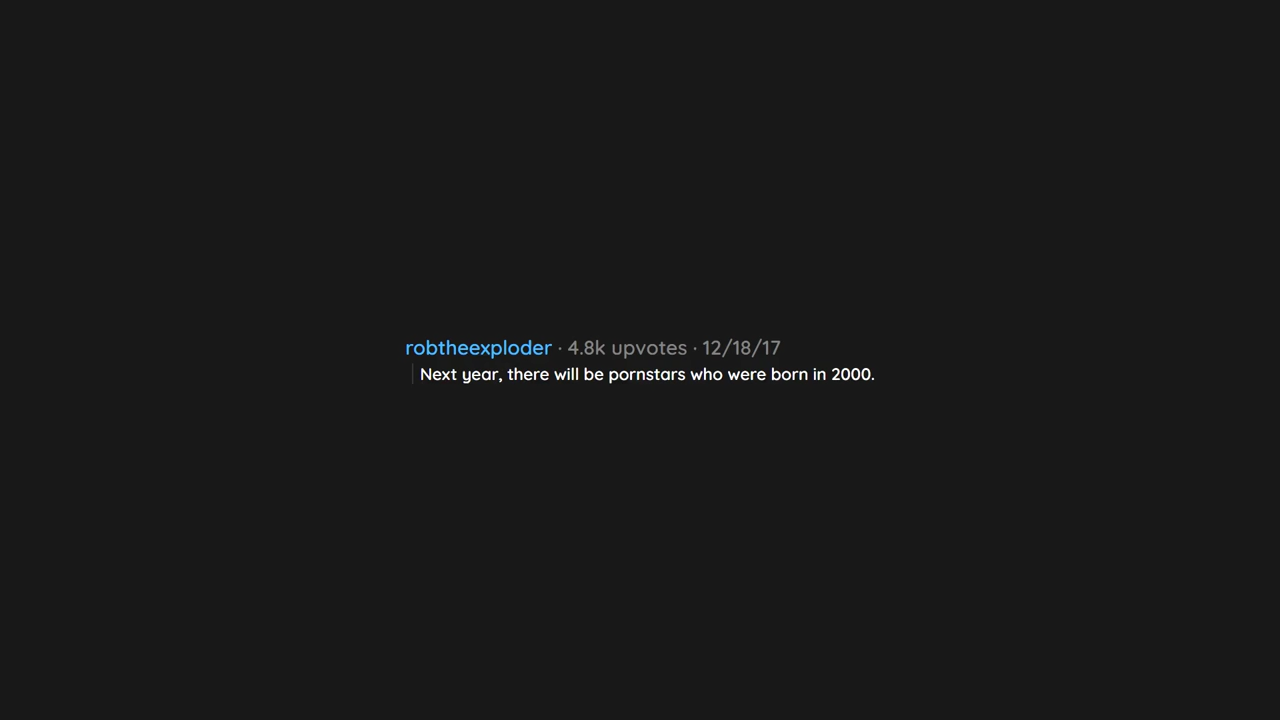 robtheexploder · 4.8k upvotes · 12/18/17
Next year, there will be pornstars who were born in 2000.